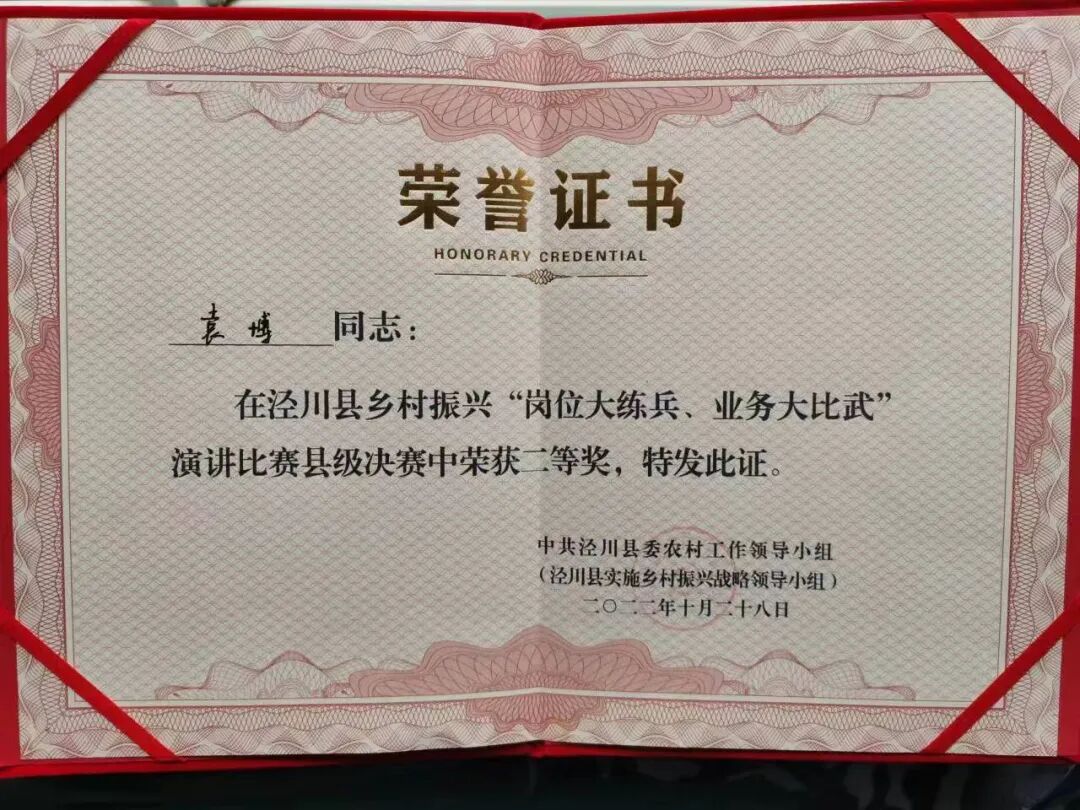 荣誉证书
HONORARY CREDENTIAL
袁博 同志：
在泾川县乡村振兴“岗位大练兵、业务大比武”
演讲比赛县级决赛中荣获二等奖，特发此证。
中共泾川县委农村工作领导小组
（泾川县实施乡村振兴战略领导小组）
二〇二二年十月二十八日